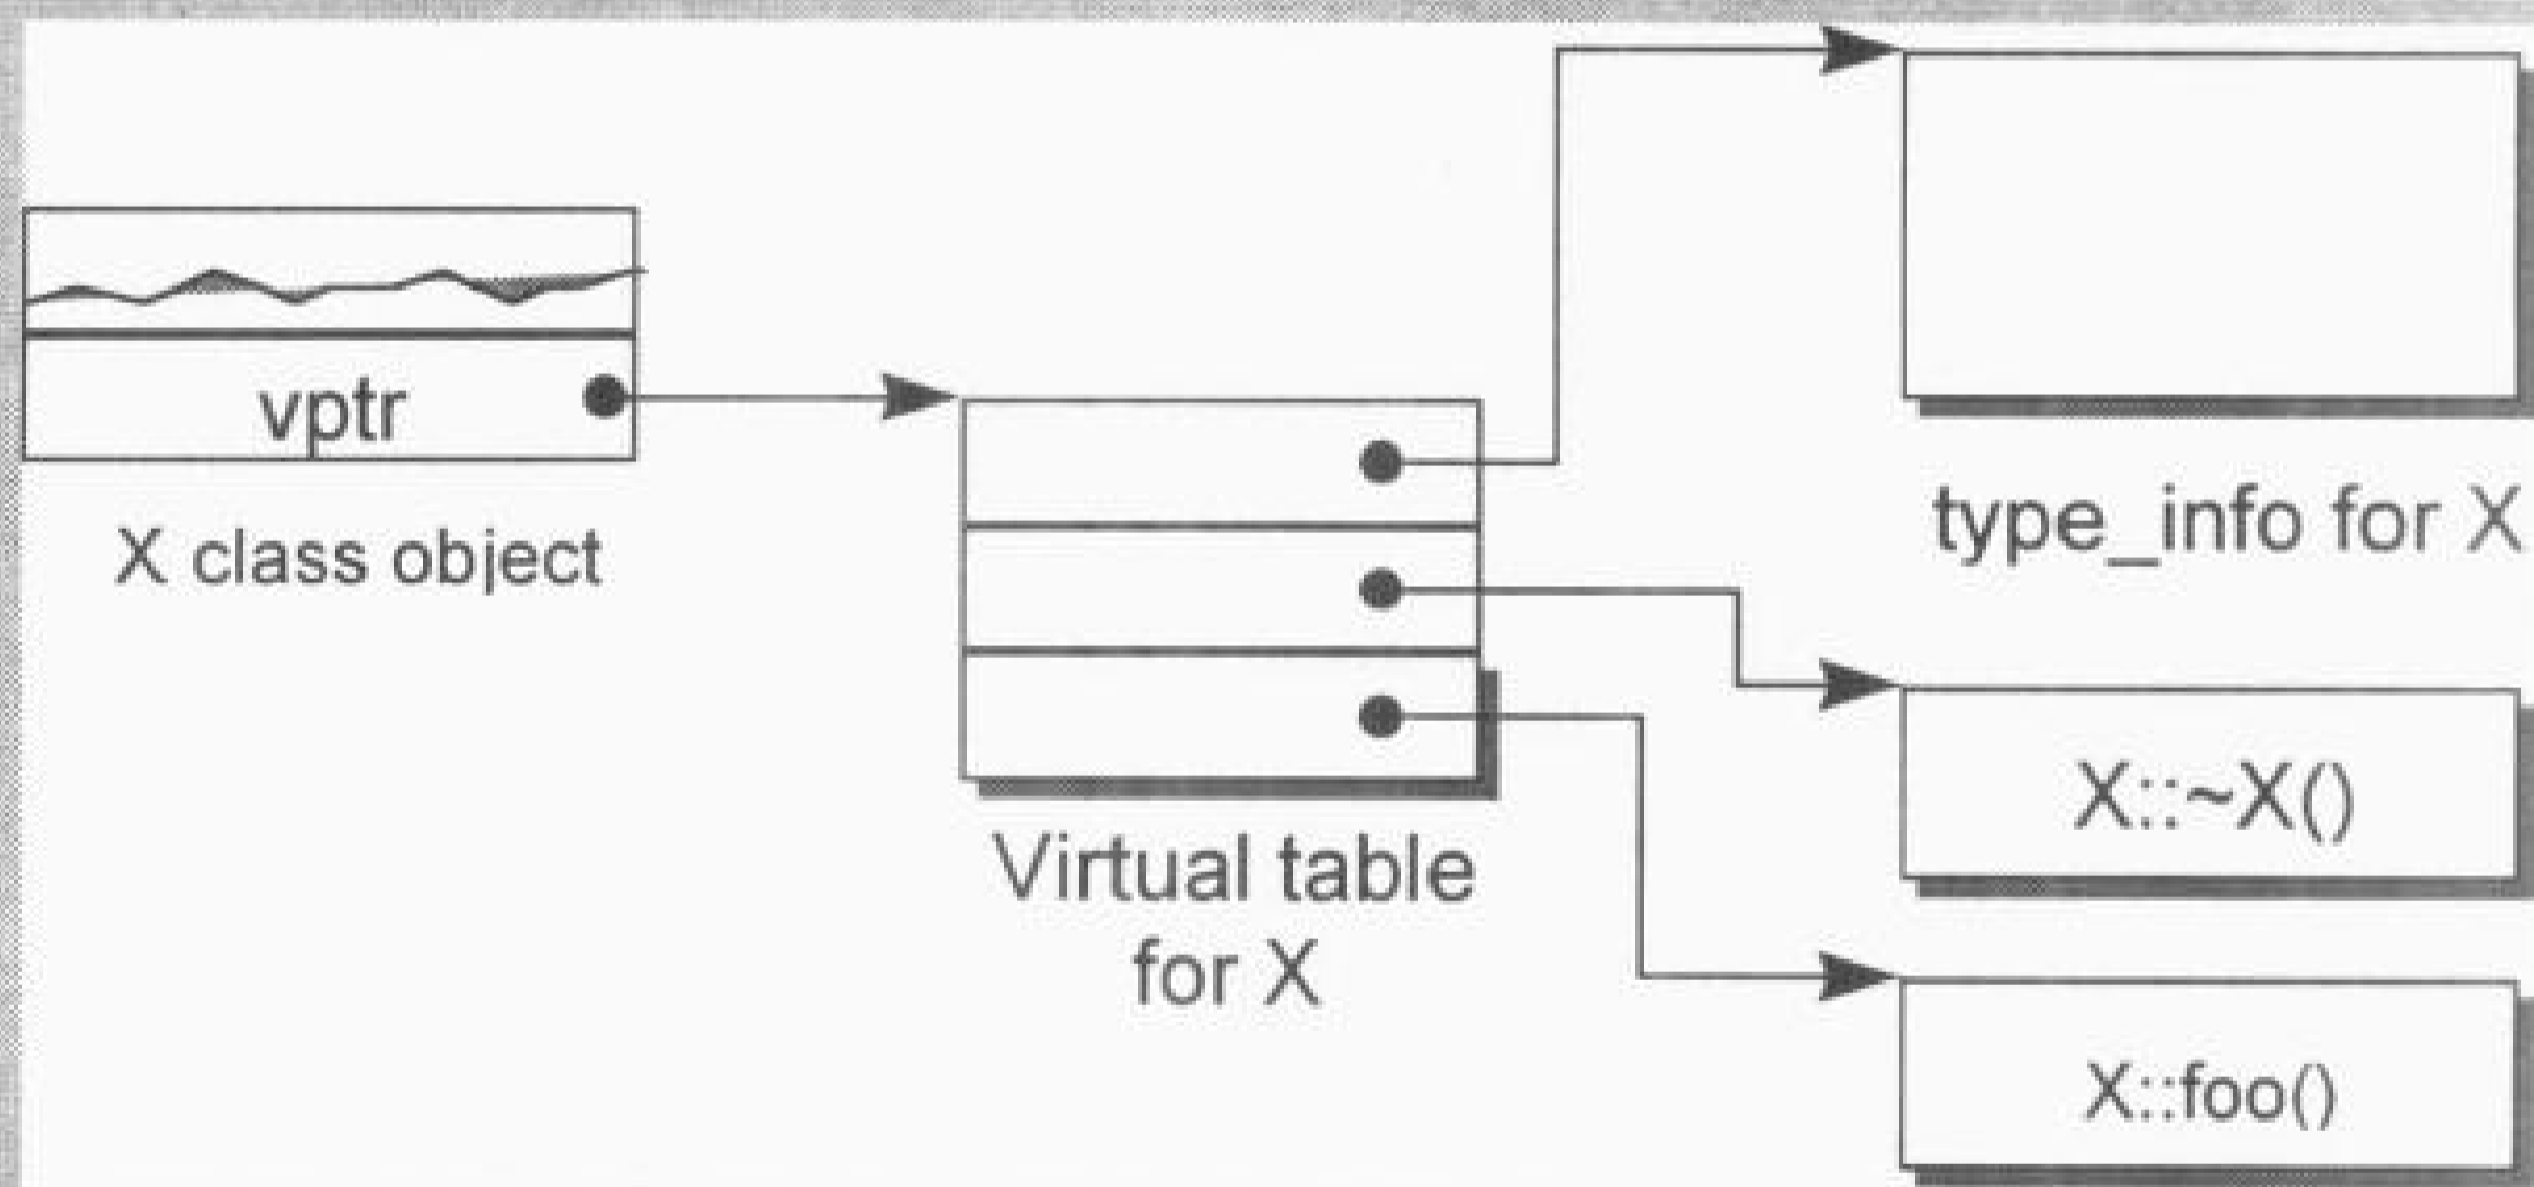 vptr
X class object
type_info for X
X::~X()
Virtual table
for X
X::foo()